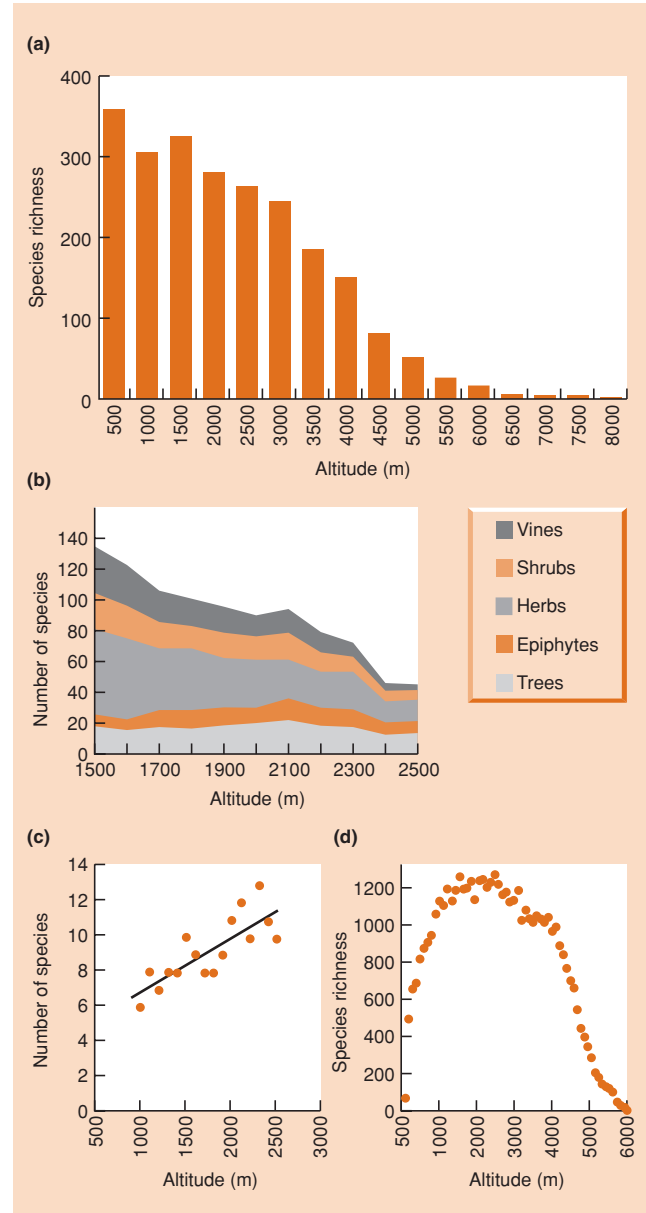 (a)
400
300
200
100
0
Species richness
500 1000 1500 2000 2500 3000 3500 4000 4500 5000 5500 6000 6500 7000 7500 8000
Altitude (m)
(b)
140
120
100
80
60
40
20
0
Number of species
1500 1700 1900 2100 2300 2500
Altitude (m)
Vines
Shrubs
Herbs
Epiphytes
Trees
(c)
14
12
10
8
6
4
2
0
Number of species
500 1000 1500 2000 2500 3000
Altitude (m)
(d)
1200
1000
800
600
400
200
0
Species richness
500 1000 2000 3000 4000 5000 6000
Altitude (m)